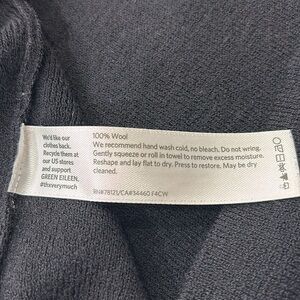 We'd like our
clothes back.
Recycle them at
our US stores
and support
GREEN EILEEN.
#thxverymuch
100% Wool
We recommend hand wash cold, no bleach. Do not wring.
Gently squeeze or roll in towel to remove excess moisture.
Reshape and lay flat to dry. Press to restore. May be dry
cleaned.
RN#78121/CA#34460 F4CW